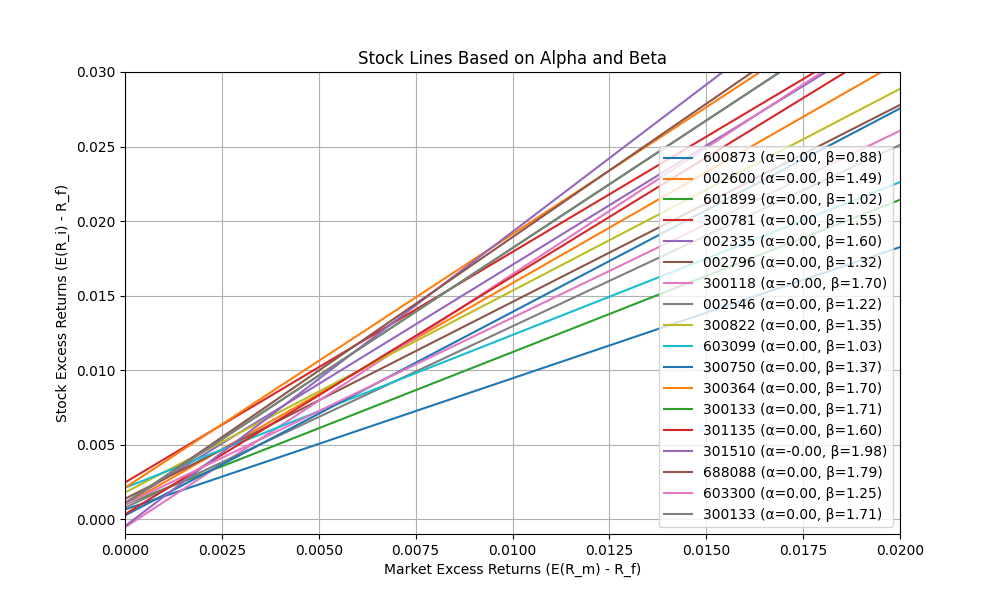 Stock Lines Based on Alpha and Beta
Stock Excess Returns (E(R_i) - R_f)
0.030
0.025
0.020
0.015
0.010
0.005
0.000
600873 (α=0.00, β=0.88)
002600 (α=0.00, β=1.49)
601899 (α=0.00, β=1.02)
300781 (α=0.00, β=1.55)
002335 (α=0.00, β=1.60)
002796 (α=0.00, β=1.32)
300118 (α=-0.00, β=1.70)
002546 (α=0.00, β=1.22)
300822 (α=0.00, β=1.35)
603099 (α=0.00, β=1.03)
300750 (α=0.00, β=1.37)
300364 (α=0.00, β=1.70)
300133 (α=0.00, β=1.71)
301135 (α=0.00, β=1.60)
301510 (α=-0.00, β=1.98)
688088 (α=0.00, β=1.79)
603300 (α=0.00, β=1.25)
300133 (α=0.00, β=1.71)
0.0000 0.0025 0.0050 0.0075 0.0100 0.0125 0.0150 0.0175 0.0200
Market Excess Returns (E(R_m) - R_f)